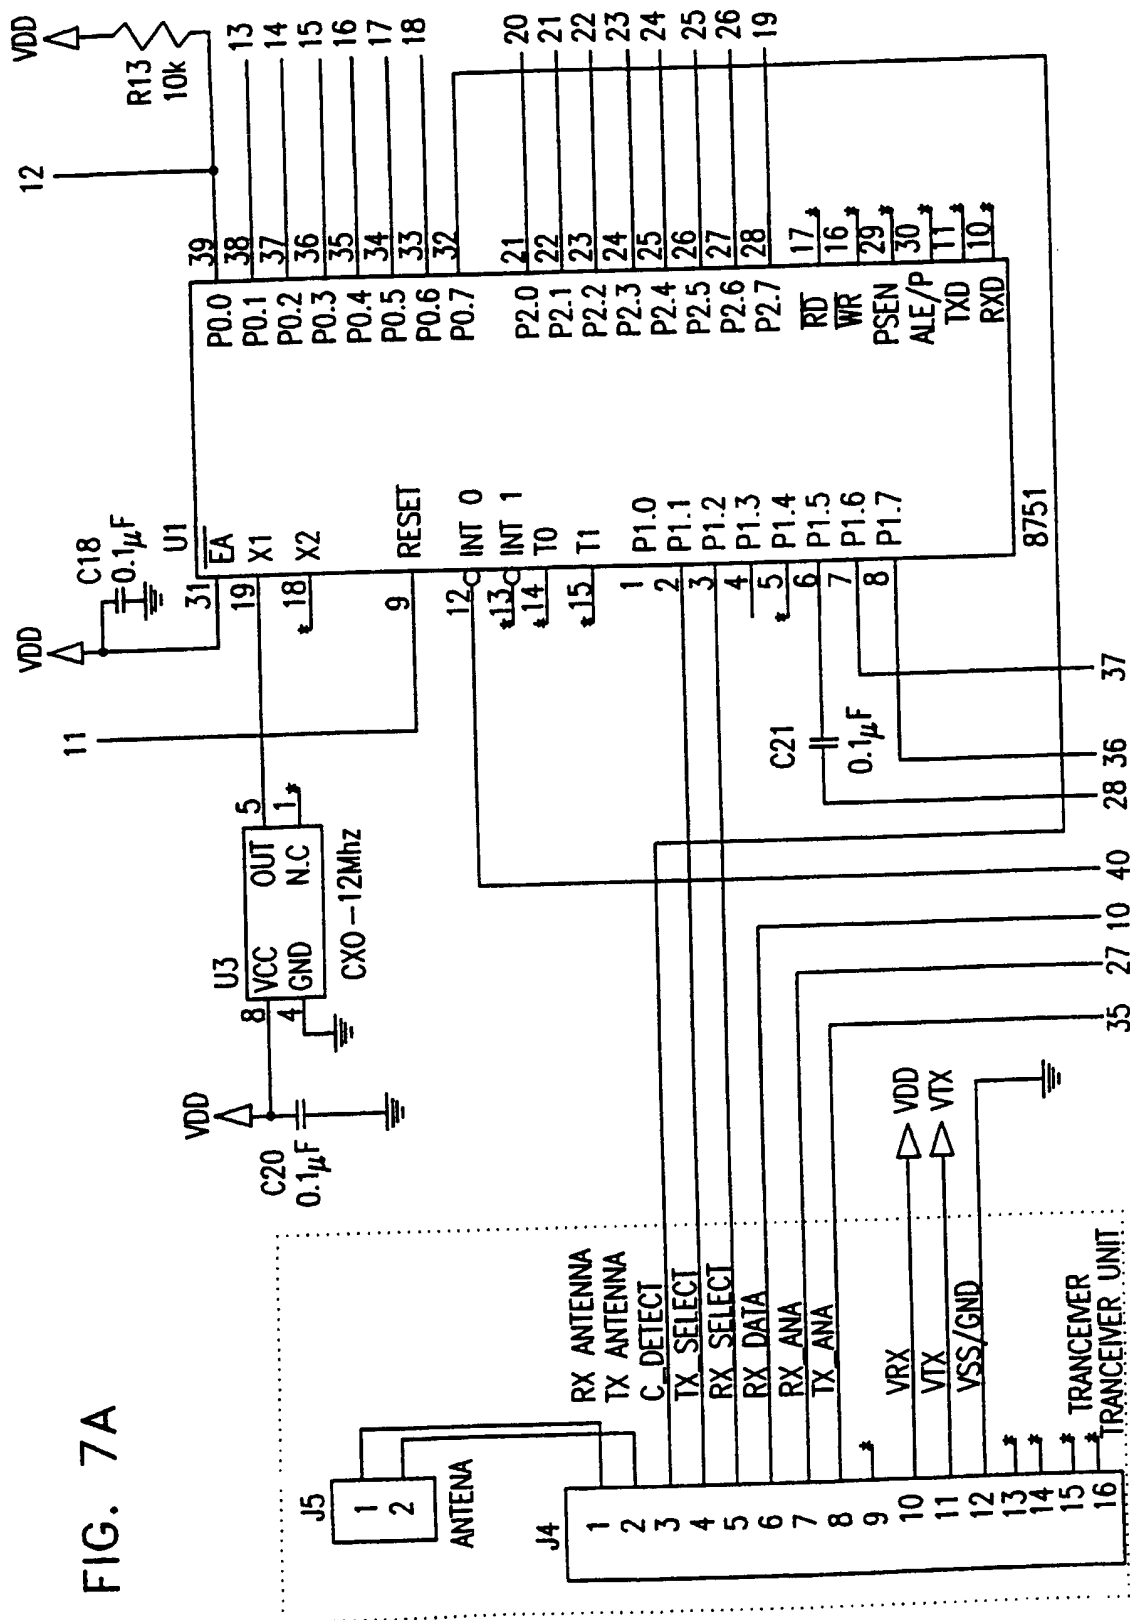 FIG. 7A
J5
1
2
ANTENA
J4
1
2
3
4
5
6
7
8
9
10
11
12
13
14
15
16
RX ANTENNA
TX ANTENNA
C_DETECT
TX_SELECT
RX_SELECT
RX_DATA
RX_ANA
TX_ANA
*
VRX
VTX
VSS/GND
*
*
*
*
TRANCEIVER
TRANCEIVER UNIT
VDD
VTX
VDD
C20
0.1µF
U3
8 VCC OUT 5
4 GND N.C 1 *
CXO-12Mhz
11
VDD
C18
0.1µF
U1
31 EA
19 X1
*18 X2
9 RESET
12 INT 0
*13 INT 1
*14 T0
*15 T1
1 P1.0
2 P1.1
3 P1.2
4 P1.3
*5 P1.4
6 P1.5
7 P1.6
8 P1.7
8751
C21
0.1µF
35
27
10
40
28
36
37
12
VDD
R13
10k
P0.0 39
P0.1 38 13
P0.2 37 14
P0.3 36 15
P0.4 35 16
P0.5 34 17
P0.6 33 18
P0.7 32
P2.0 21 20
P2.1 22 21
P2.2 23 22
P2.3 24 23
P2.4 25 24
P2.5 26 25
P2.6 27 26
P2.7 28 19
RD 17 *
WR 16 *
PSEN 29 *
ALE/P 30 *
TXD 11 *
RXD 10 *